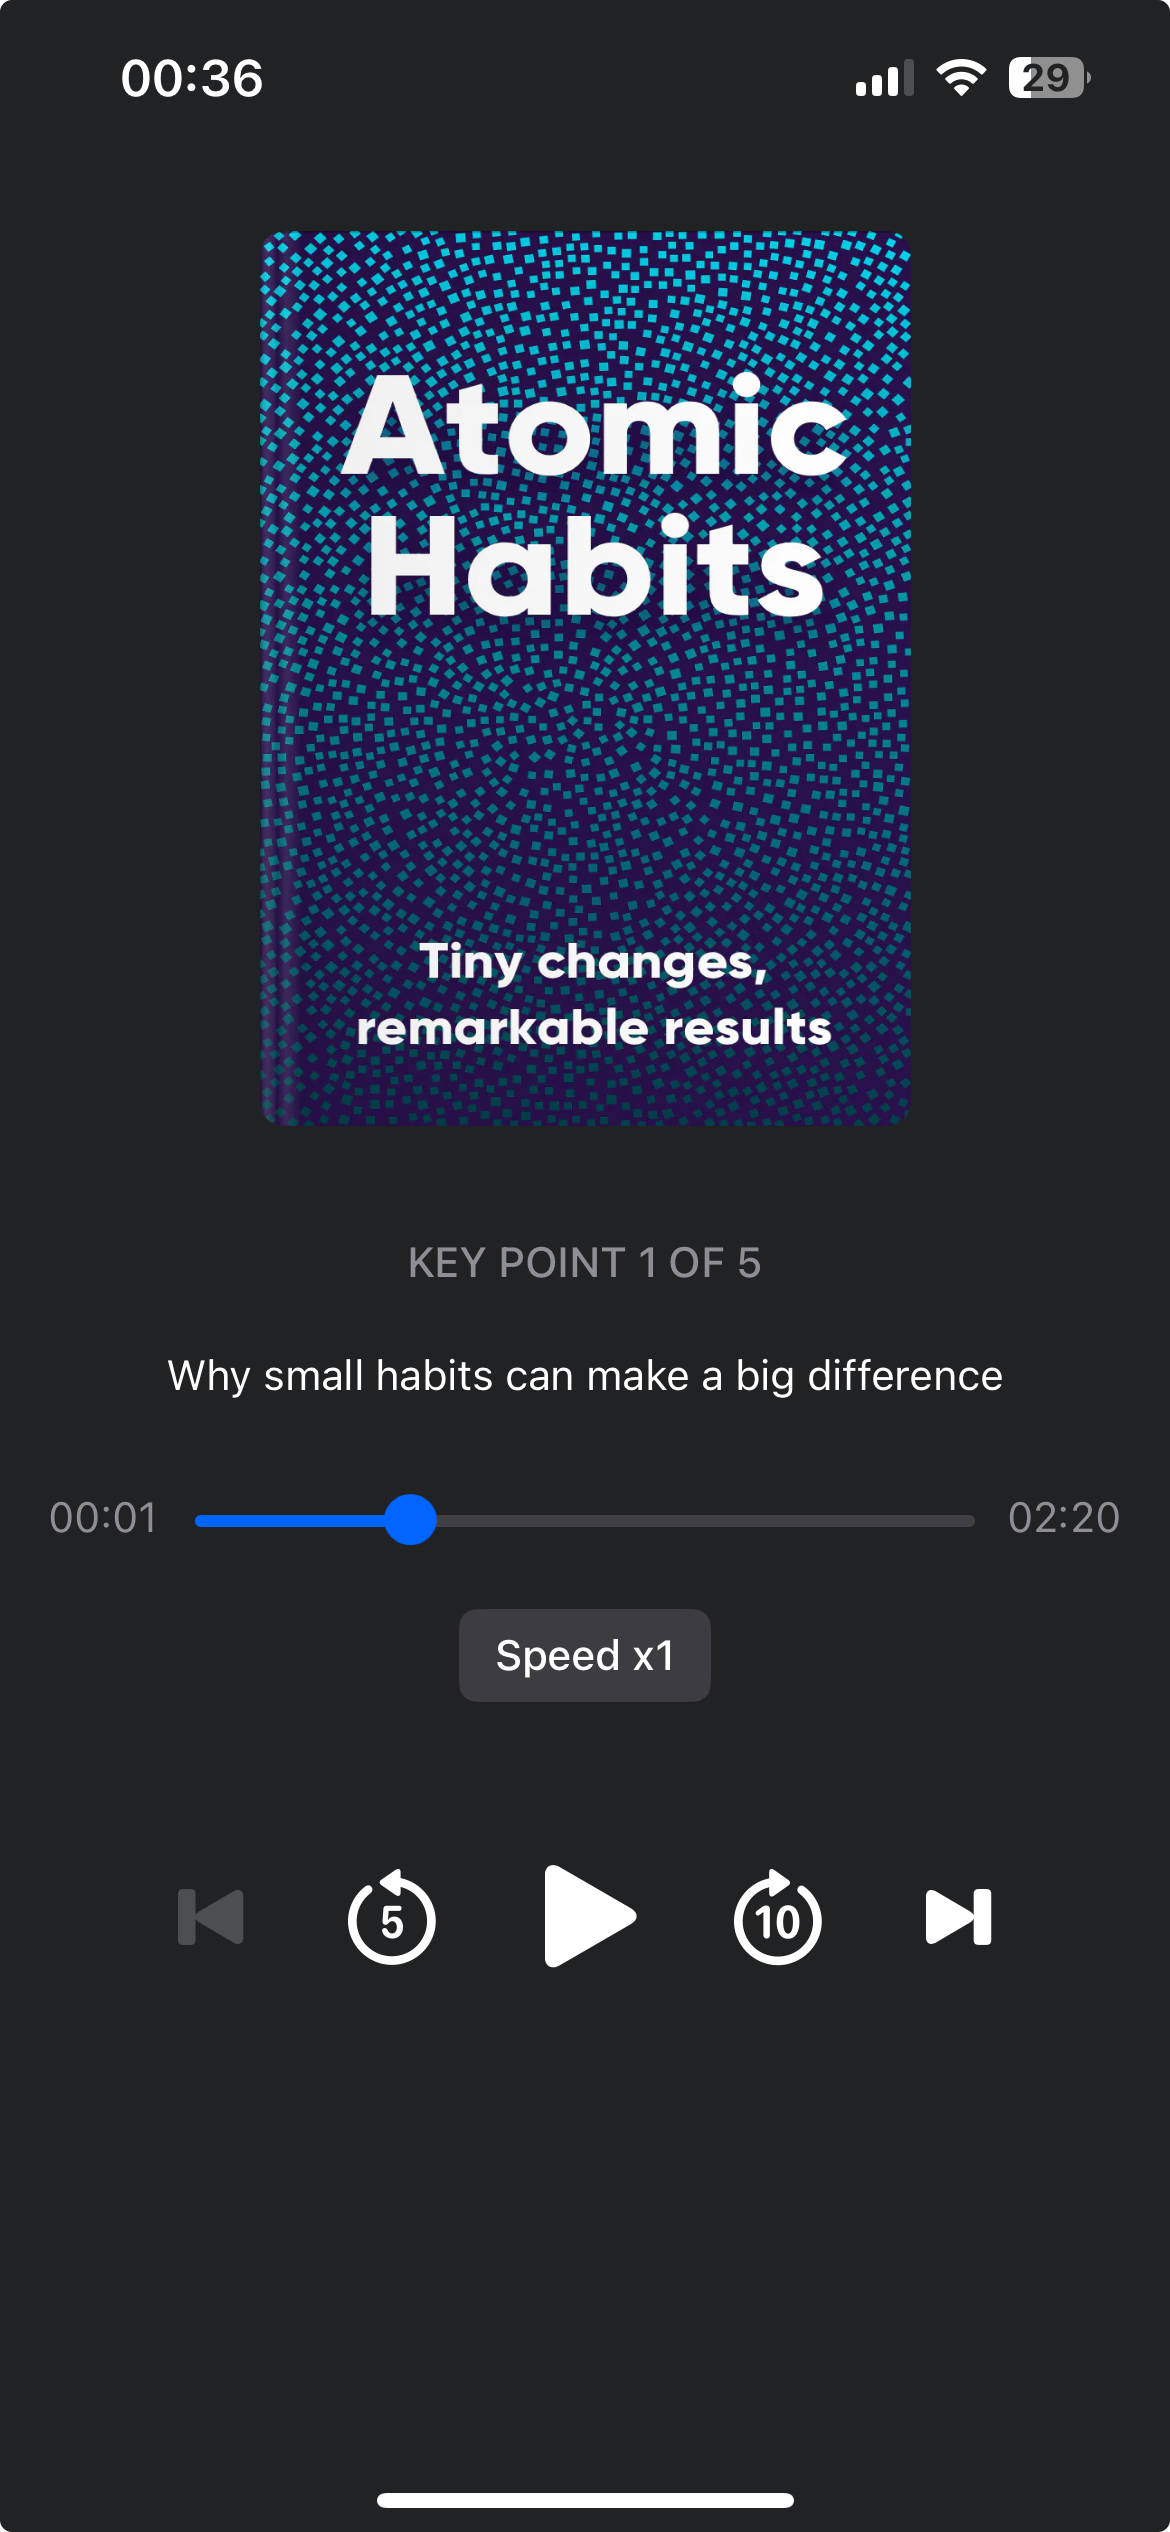 00:36
29
Atomic
Habits
Tiny changes,
remarkable results
KEY POINT 1 OF 5
Why small habits can make a big difference
00:01
02:20
Speed x1
5
10